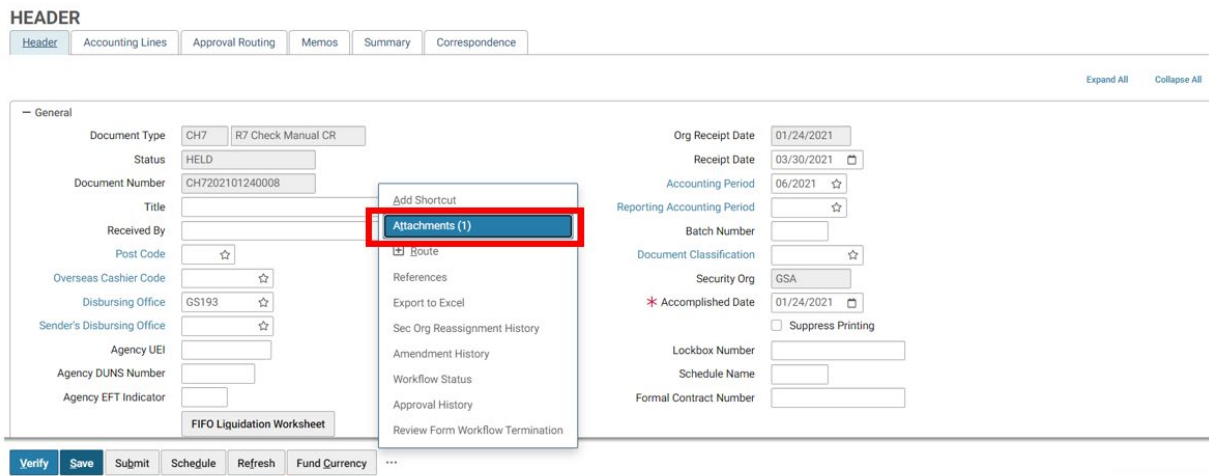 HEADER
Header Accounting Lines Approval Routing Memos Summary Correspondence
Expand All Collapse All
— General
Document Type CH7 R7 Check Manual CR
Status HELD
Document Number CH7202101240008
Title
Received By
Post Code
Overseas Cashier Code
Disbursing Office GS193
Sender's Disbursing Office
Agency UEI
Agency DUNS Number
Agency EFT Indicator
FIFO Liquidation Worksheet
Add Shortcut
Attachments (1)
Route
References
Export to Excel
Sec Org Reassignment History
Amendment History
Workflow Status
Approval History
Review Form Workflow Termination
Org Receipt Date 01/24/2021
Receipt Date 03/30/2021
Accounting Period 06/2021
Reporting Accounting Period
Batch Number
Document Classification
Security Org GSA
* Accomplished Date 01/24/2021
Suppress Printing
Lockbox Number
Schedule Name
Formal Contract Number
Verify Save Submit Schedule Refresh Fund Currency ...